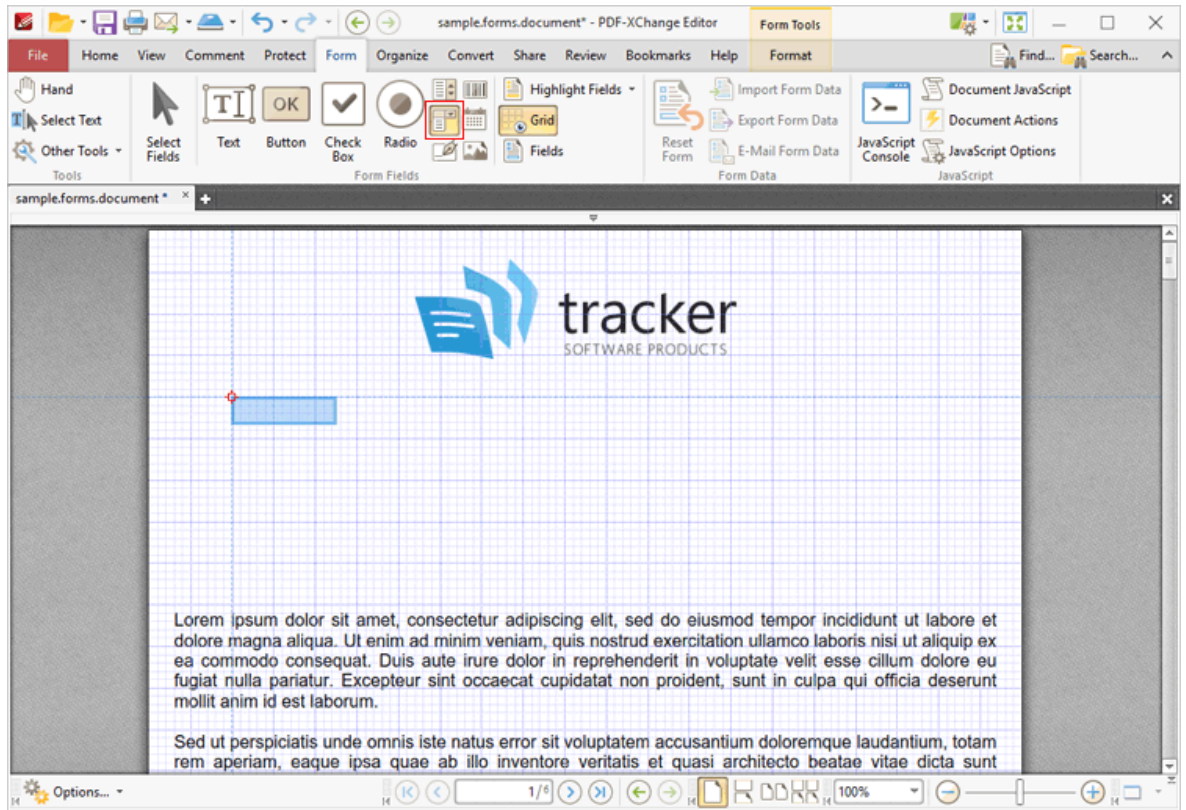 sample.forms.document* - PDF-XChange Editor
Form Tools
File Home View Comment Protect Form Organize Convert Share Review Bookmarks Help Format Find... Search...
Hand
Select Text
Other Tools
Tools
Select Fields
T I Text
OK Button
Check Box
Radio
Form Fields
Highlight Fields
Grid
Fields
Reset Form
Import Form Data
Export Form Data
E-Mail Form Data
Form Data
JavaScript Console
Document JavaScript
Document Actions
JavaScript Options
JavaScript
sample.forms.document *
tracker
SOFTWARE PRODUCTS
Lorem ipsum dolor sit amet, consectetur adipiscing elit, sed do eiusmod tempor incididunt ut labore et
dolore magna aliqua. Ut enim ad minim veniam, quis nostrud exercitation ullamco laboris nisi ut aliquip ex
ea commodo consequat. Duis aute irure dolor in reprehenderit in voluptate velit esse cillum dolore eu
fugiat nulla pariatur. Excepteur sint occaecat cupidatat non proident, sunt in culpa qui officia deserunt
mollit anim id est laborum.
Sed ut perspiciatis unde omnis iste natus error sit voluptatem accusantium doloremque laudantium, totam
rem aperiam, eaque ipsa quae ab illo inventore veritatis et quasi architecto beatae vitae dicta sunt
Options... 1/6 100%